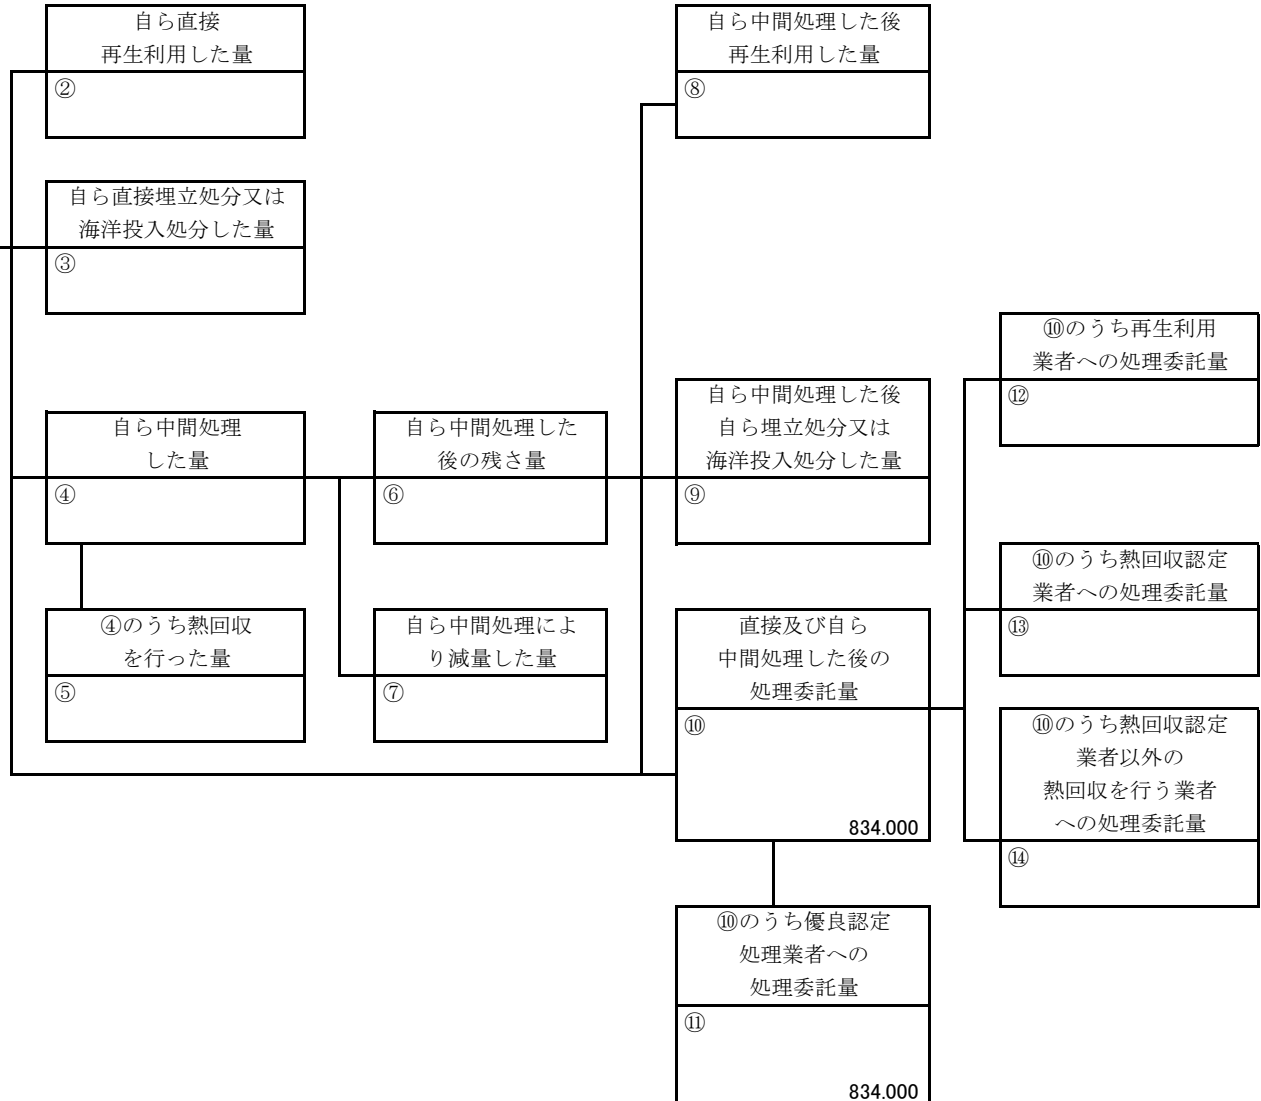 自ら直接
再生利用した量
②
自ら中間処理した後
再生利用した量
⑧
自ら直接埋立処分又は
海洋投入処分した量
③
⑩のうち再生利用
業者への処理委託量
⑫
自ら中間処理
した量
④
自ら中間処理した
後の残さ量
⑥
自ら中間処理した後
自ら埋立処分又は
海洋投入処分した量
⑨
⑩のうち熱回収認定
業者への処理委託量
⑬
④のうち熱回収
を行った量
⑤
自ら中間処理によ
り減量した量
⑦
直接及び自ら
中間処理した後の
処理委託量
⑩
834.000
⑩のうち熱回収認定
業者以外の
熱回収を行う業者
への処理委託量
⑭
⑩のうち優良認定
処理業者への
処理委託量
⑪
834.000